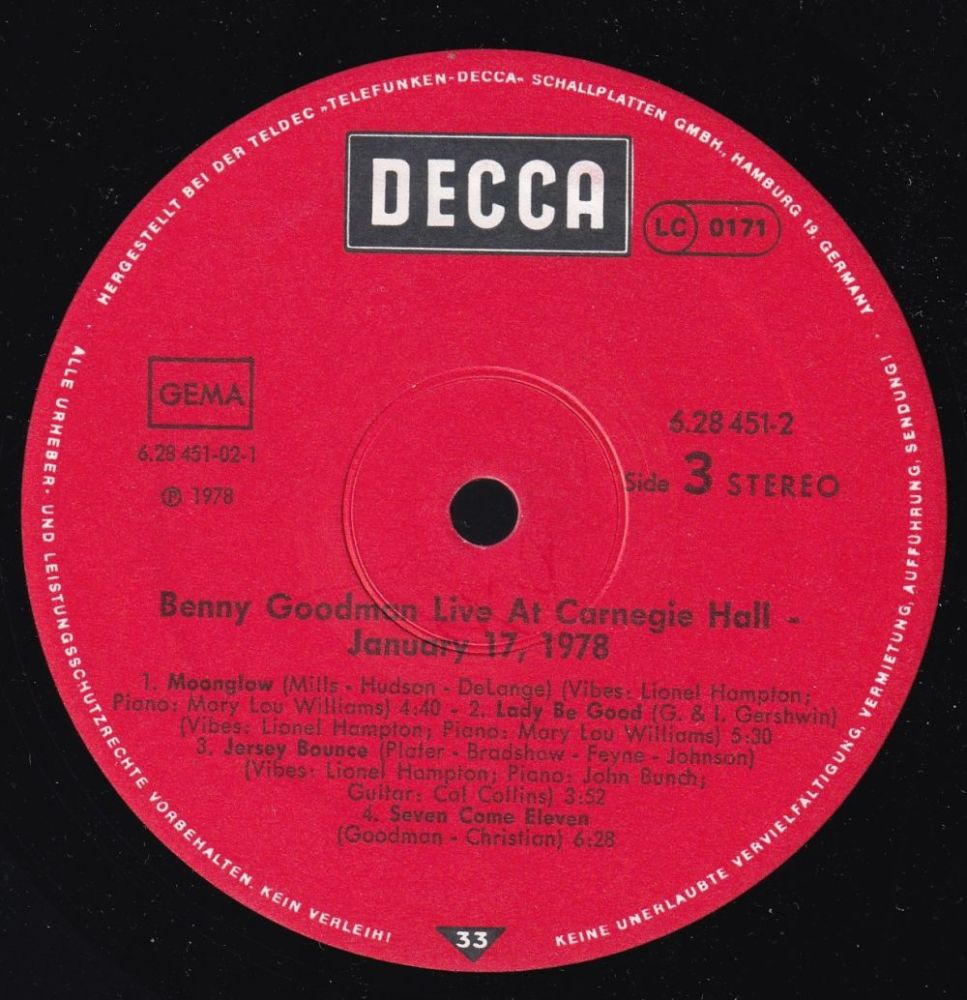 HERGESTELLT BEI DER TELDEC „TELEFUNKEN-DECCA“ SCHALLPLATTEN GMBH., HAMBURG 19, GERMANY ·
DECCA
LC 0171
GEMA
6.28 451-02-1
Ⓟ 1978
6.28 451-2
Side 3 STEREO
Benny Goodman Live At Carnegie Hall -
January 17, 1978
1. Moonglow (Mills - Hudson - DeLange) (Vibes: Lionel Hampton;
Piano: Mary Lou Williams) 4:40 - 2. Lady Be Good (G. & I. Gershwin)
(Vibes: Lionel Hampton; Piano: Mary Lou Williams) 5:30
3. Jersey Bounce (Plater - Bradshaw - Feyne - Johnson)
(Vibes: Lionel Hampton; Piano: John Bunch;
Guitar: Cal Collins) 3:52
4. Seven Come Eleven
(Goodman - Christian) 6:28
33
ALLE URHEBER- UND LEISTUNGSSCHUTZRECHTE VORBEHALTEN. KEIN VERLEIH!
KEINE UNERLAUBTE VERVIELFÄLTIGUNG, VERMIETUNG, AUFFÜHRUNG, SENDUNG!